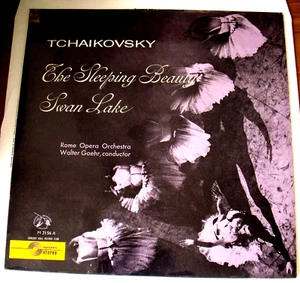 TCHAIKOVSKY
The Sleeping Beauty
Swan Lake
Rome Opera Orchestra
Walter Goehr, conductor
STEREO